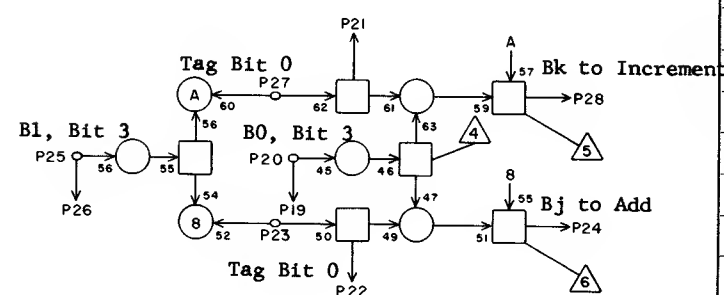 P21
A
Tag Bit 0
57 Bk to Increment
P27
A
60
62
61
59
P28
56
63
B1, Bit 3
B0, Bit 3
4
5
P25
56
55
P20
45
46
54
47
8
P26
P19
55 Bj to Add
8
52
P23
50
49
51
P24
Tag Bit 0
P22
6